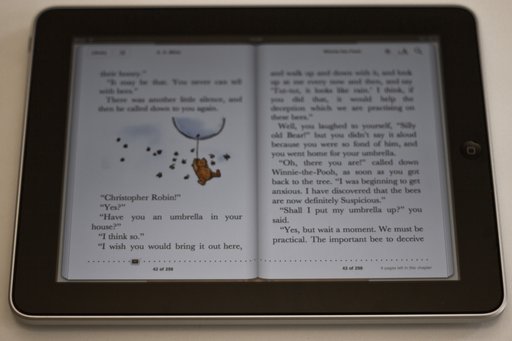 Library
A. A. Milne
their honey."
"It may be that. You never can tell
with bees."
There was another little silence, and
then he called down to you again.
"Christopher Robin!"
"Yes?"
"Have you an umbrella in your
house?"
"I think so."
"I wish you would bring it out here,
42 of 298
Winnie-the-Pooh
and walk up and down with it, and look
up at me every now and then, and say
'Tut-tut, it looks like rain.' I think, if
you did that, it would help the
deception which we are practising on
these bees."
Well, you laughed to yourself, "Silly
old Bear!" but you didn't say it aloud
because you were so fond of him, and
you went home for your umbrella.
"Oh, there you are!" called down
Winnie-the-Pooh, as soon as you got
back to the tree. "I was beginning to get
anxious. I have discovered that the bees
are now definitely Suspicious."
"Shall I put my umbrella up?" you
said.
"Yes, but wait a moment. We must be
practical. The important bee to deceive
43 of 298
pages left in this chapter